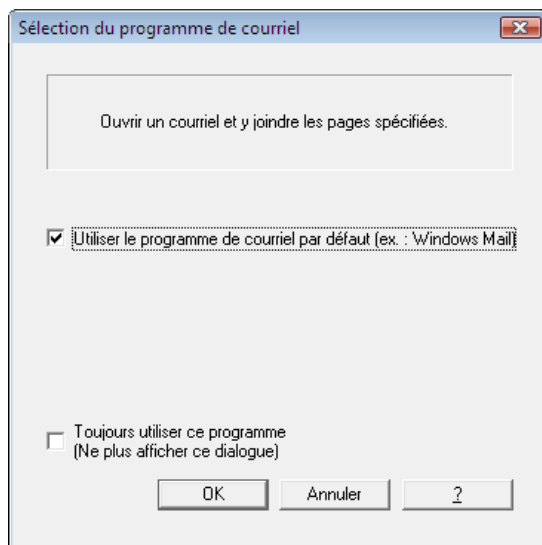 Sélection du programme de courriel
Ouvrir un courriel et y joindre les pages spécifiées.
Utiliser le programme de courriel par défaut (ex. : Windows Mail)
Toujours utiliser ce programme
(Ne plus afficher ce dialogue)
OK Annuler ?